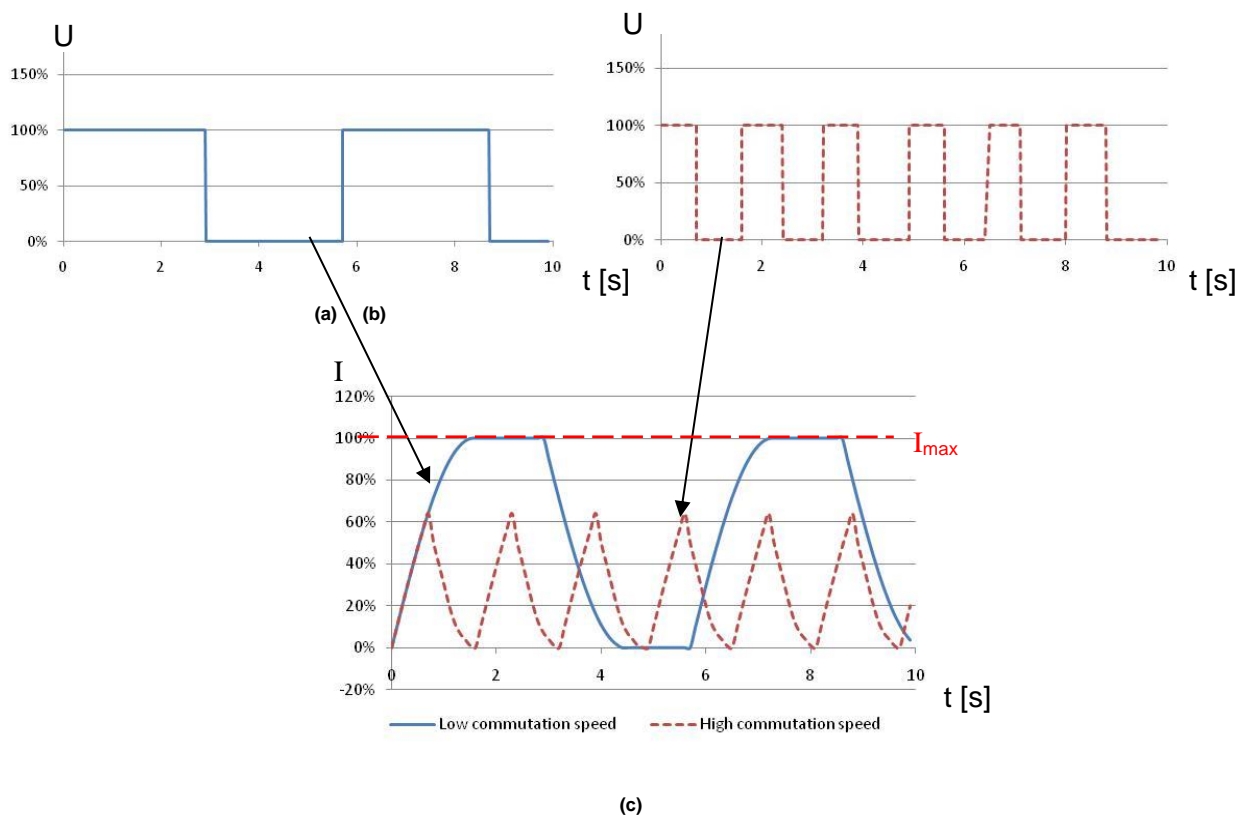 U
150%
100%
50%
0%
0 2 4 6 8 10
t [s]
U
150%
100%
50%
0%
0 2 4 6 8 10
t [s]
(a) (b)
I
120%
100%
80%
60%
40%
20%
0%
-20%
0 2 4 6 8 10
Imax
t [s]
Low commutation speed
High commutation speed
(c)